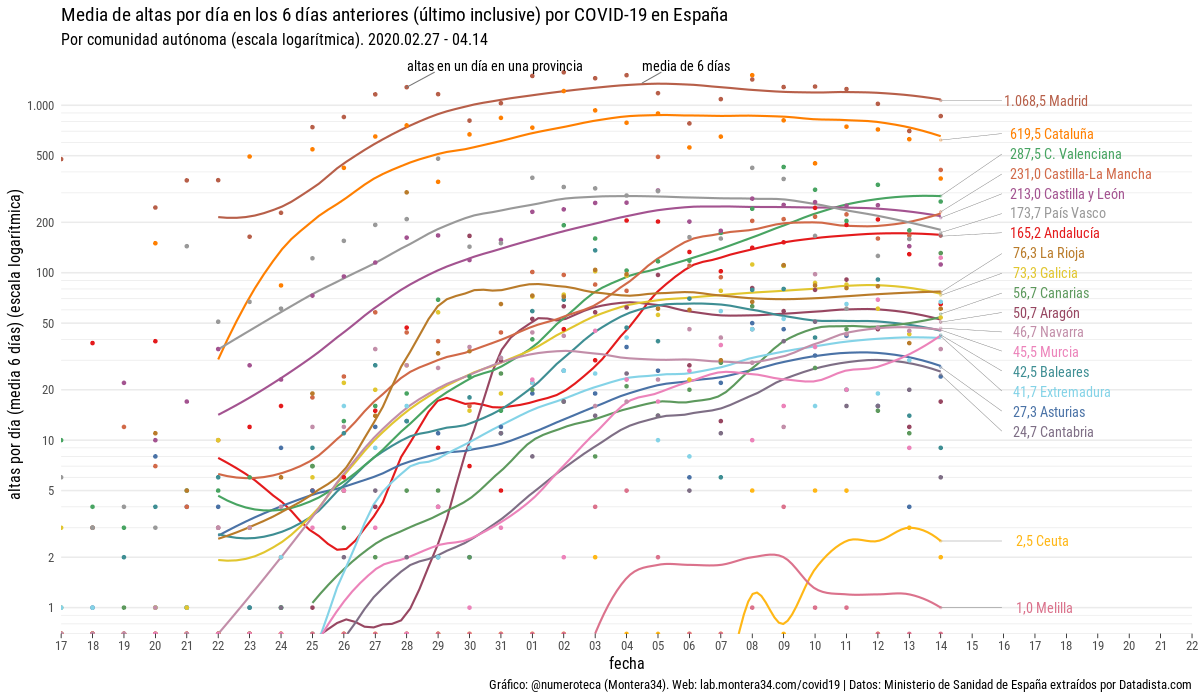 Media de altas por día en los 6 días anteriores (último inclusive) por COVID-19 en España
Por comunidad autónoma (escala logarítmica). 2020.02.27 - 04.14
altas en un día en una provincia
media de 6 días
altas por día (media 6 días) (escala logarítmica)
1.000
500
200
100
50
20
10
5
2
1
1.068,5 Madrid
619,5 Cataluña
287,5 C. Valenciana
231,0 Castilla-La Mancha
213,0 Castilla y León
173,7 País Vasco
165,2 Andalucía
76,3 La Rioja
73,3 Galicia
56,7 Canarias
50,7 Aragón
46,7 Navarra
45,5 Murcia
42,5 Baleares
41,7 Extremadura
27,3 Asturias
24,7 Cantabria
2,5 Ceuta
1,0 Melilla
17 18 19 20 21 22 23 24 25 26 27 28 29 30 31 01 02 03 04 05 06 07 08 09 10 11 12 13 14 15 16 17 18 19 20 21 22
fecha
Gráfico: @numeroteca (Montera34). Web: lab.montera34.com/covid19 | Datos: Ministerio de Sanidad de España extraídos por Datadista.com